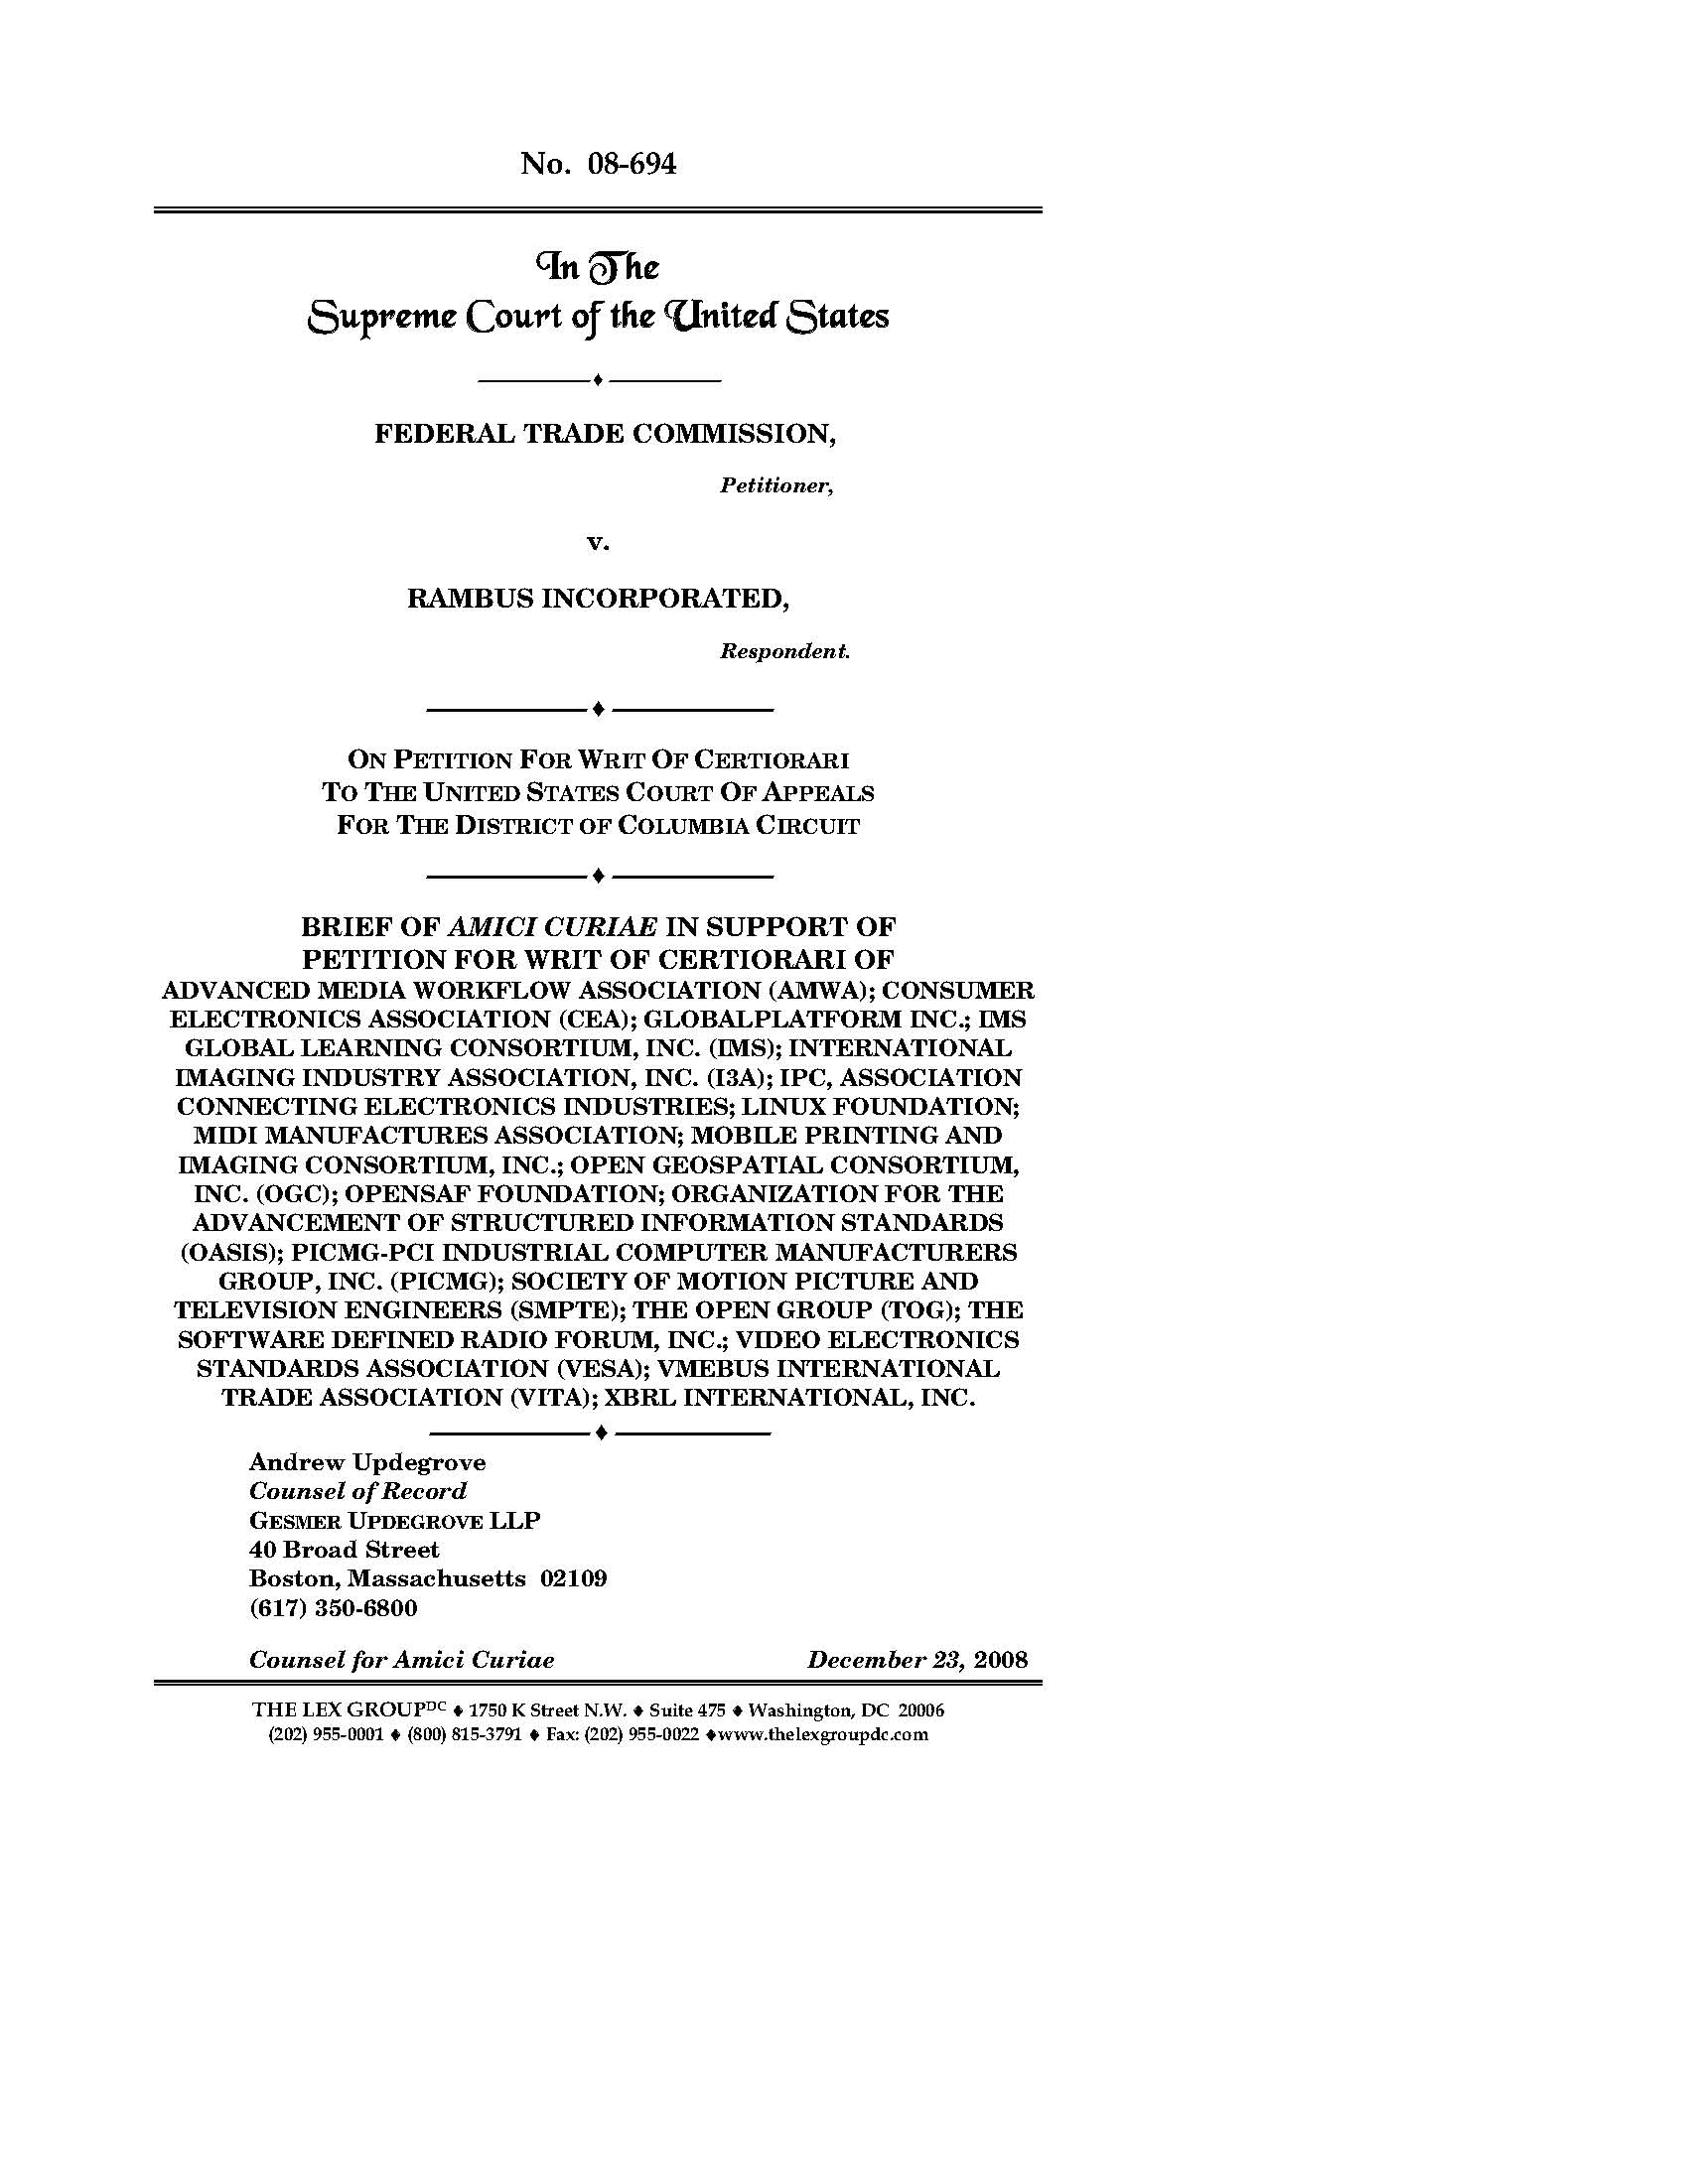 No. 08-694
In The
Supreme Court of the United States
♦
FEDERAL TRADE COMMISSION,
Petitioner,
v.
RAMBUS INCORPORATED,
Respondent.
♦
ON PETITION FOR WRIT OF CERTIORARI
TO THE UNITED STATES COURT OF APPEALS
FOR THE DISTRICT OF COLUMBIA CIRCUIT
♦
BRIEF OF AMICI CURIAE IN SUPPORT OF
PETITION FOR WRIT OF CERTIORARI OF
ADVANCED MEDIA WORKFLOW ASSOCIATION (AMWA); CONSUMER
ELECTRONICS ASSOCIATION (CEA); GLOBALPLATFORM INC.; IMS
GLOBAL LEARNING CONSORTIUM, INC. (IMS); INTERNATIONAL
IMAGING INDUSTRY ASSOCIATION, INC. (I3A); IPC, ASSOCIATION
CONNECTING ELECTRONICS INDUSTRIES; LINUX FOUNDATION;
MIDI MANUFACTURES ASSOCIATION; MOBILE PRINTING AND
IMAGING CONSORTIUM, INC.; OPEN GEOSPATIAL CONSORTIUM,
INC. (OGC); OPENSAF FOUNDATION; ORGANIZATION FOR THE
ADVANCEMENT OF STRUCTURED INFORMATION STANDARDS
(OASIS); PICMG-PCI INDUSTRIAL COMPUTER MANUFACTURERS
GROUP, INC. (PICMG); SOCIETY OF MOTION PICTURE AND
TELEVISION ENGINEERS (SMPTE); THE OPEN GROUP (TOG); THE
SOFTWARE DEFINED RADIO FORUM, INC.; VIDEO ELECTRONICS
STANDARDS ASSOCIATION (VESA); VMEBUS INTERNATIONAL
TRADE ASSOCIATION (VITA); XBRL INTERNATIONAL, INC.
♦
Andrew Updegrove
Counsel of Record
GESMER UPDEGROVE LLP
40 Broad Street
Boston, Massachusetts 02109
(617) 350-6800
Counsel for Amici Curiae December 23, 2008
THE LEX GROUPDC ♦ 1750 K Street N.W. ♦ Suite 475 ♦ Washington, DC 20006
(202) 955-0001 ♦ (800) 815-3791 ♦ Fax: (202) 955-0022 ♦www.thelexgroupdc.com